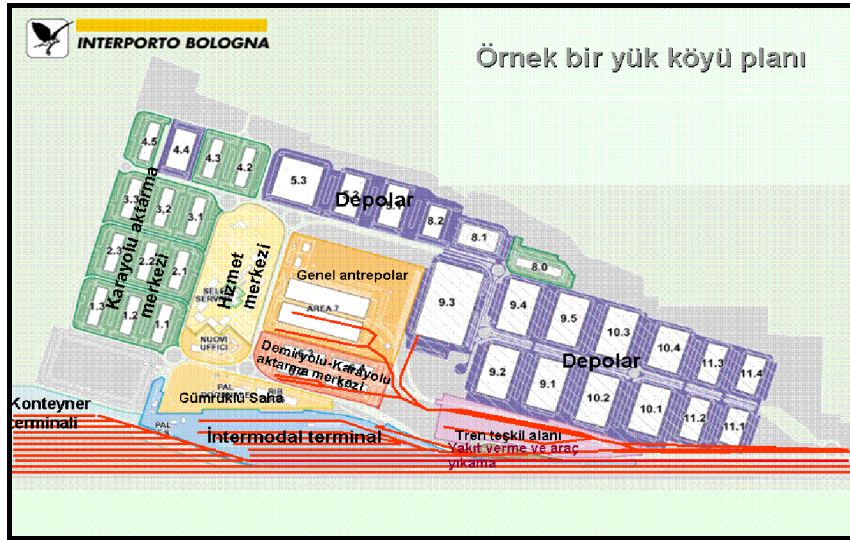 INTERPORTO BOLOGNA
Örnek bir yük köyü planı
4.5
4.4
4.3
4.2
5.3
Depolar
8.2
8.1
8.0
3.3
3.2
3.1
2.3
2.2
2.1
1.3
1.2
1.1
Karayolu aktarma
merkezi
Hizmet
merkezi
NUOVI
UFFICI
Genel antrepolar
AREA 7
9.3
9.4
9.5
10.3
10.4
11.3
11.4
Depolar
9.2
9.1
10.2
10.1
11.2
11.1
Demiryolu-Karayolu
aktarma merkezi
PAL
Gümrüklü Saha
Konteyner
terminali
PAL
İntermodal terminal
Tren teşkil alanı
Yakıt verme ve araç
yıkama